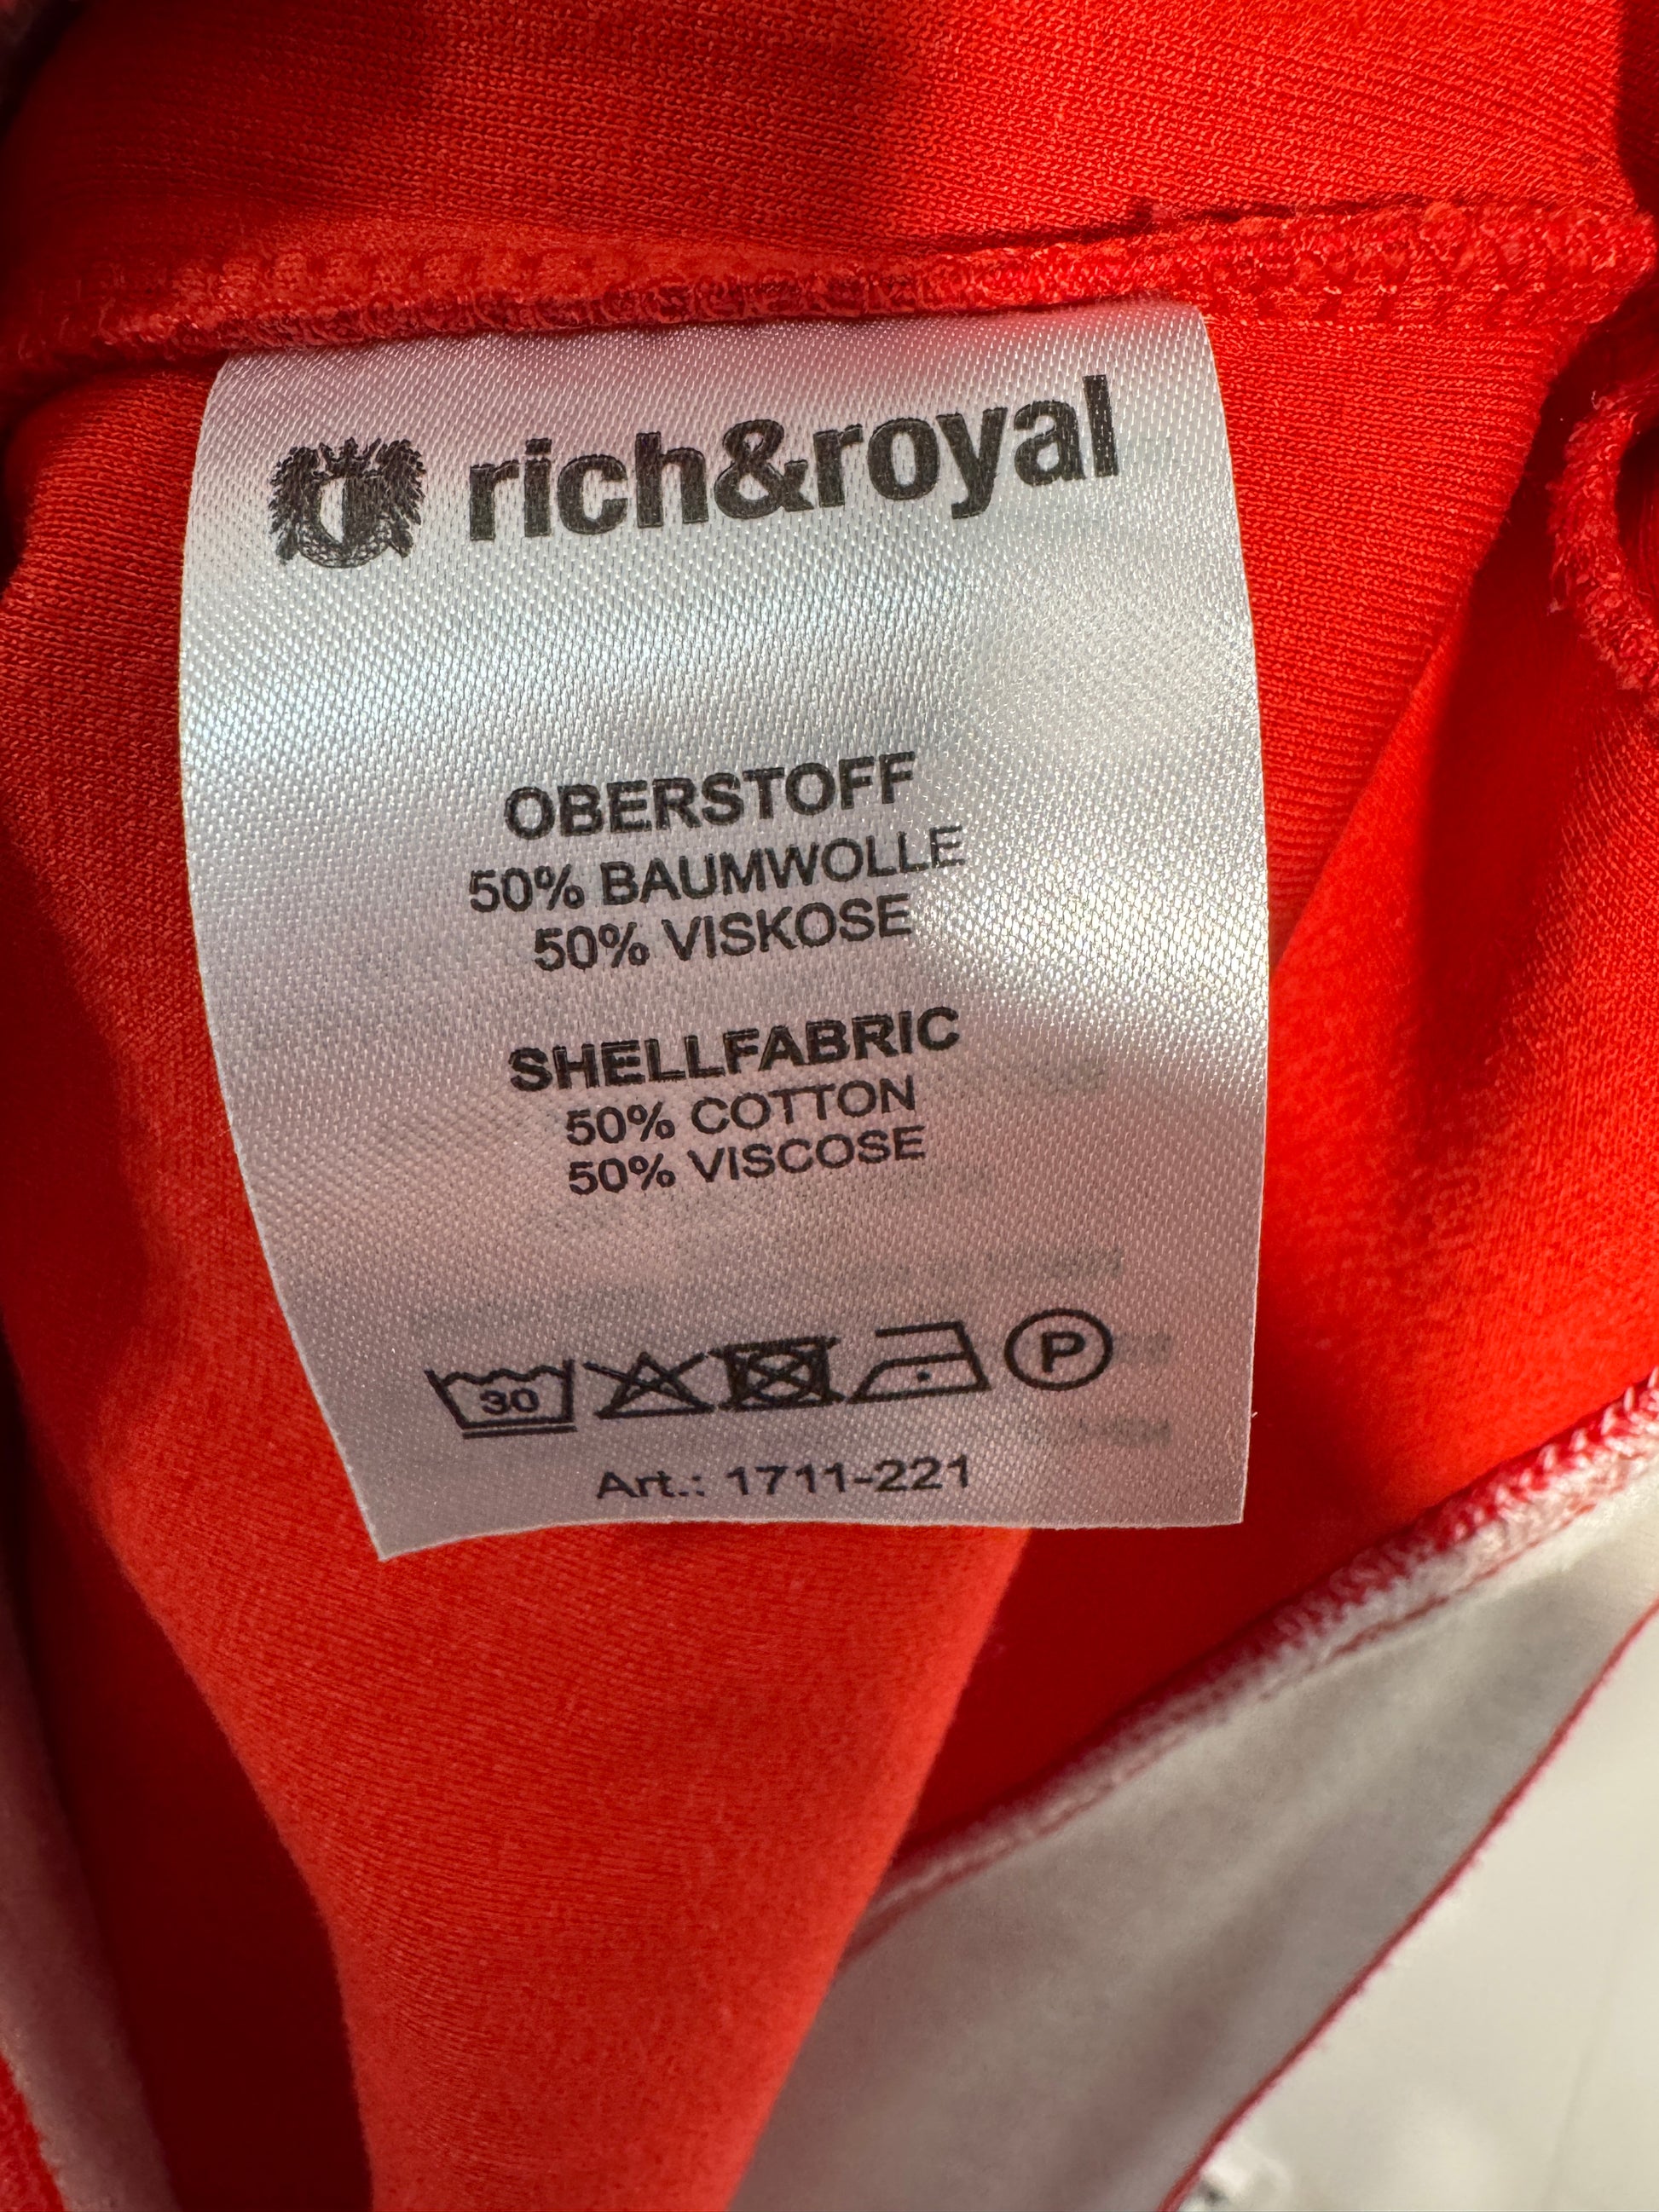 rich&royal
OBERSTOFF
50% BAUMWOLLE
50% VISKOSE
SHELLFABRIC
50% COTTON
50% VISCOSE
30 P
Art.: 1711-221